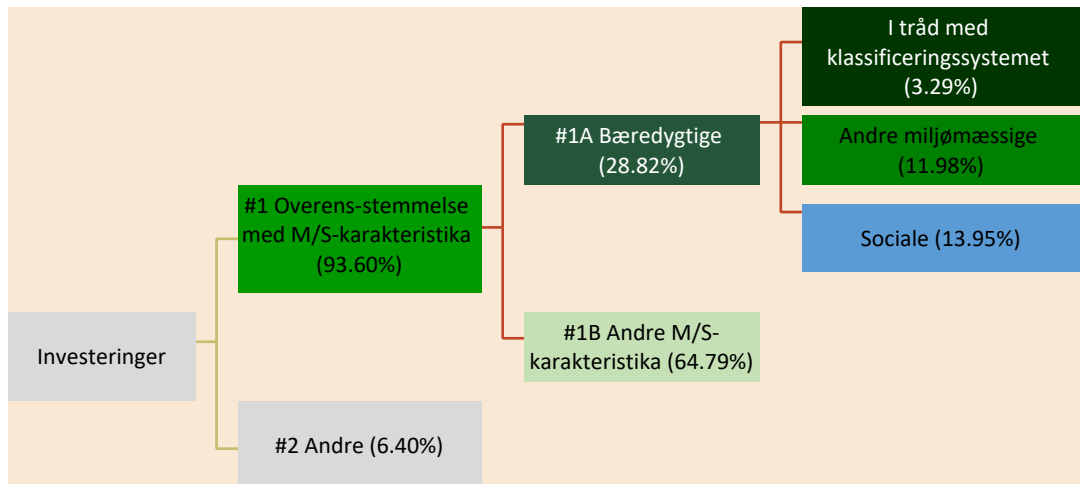 Investeringer
#1 Overens-stemmelse
med M/S-karakteristika
(93.60%)
#2 Andre (6.40%)
#1A Bæredygtige
(28.82%)
#1B Andre M/S-
karakteristika (64.79%)
I tråd med
klassificeringssystemet
(3.29%)
Andre miljømæssige
(11.98%)
Sociale (13.95%)